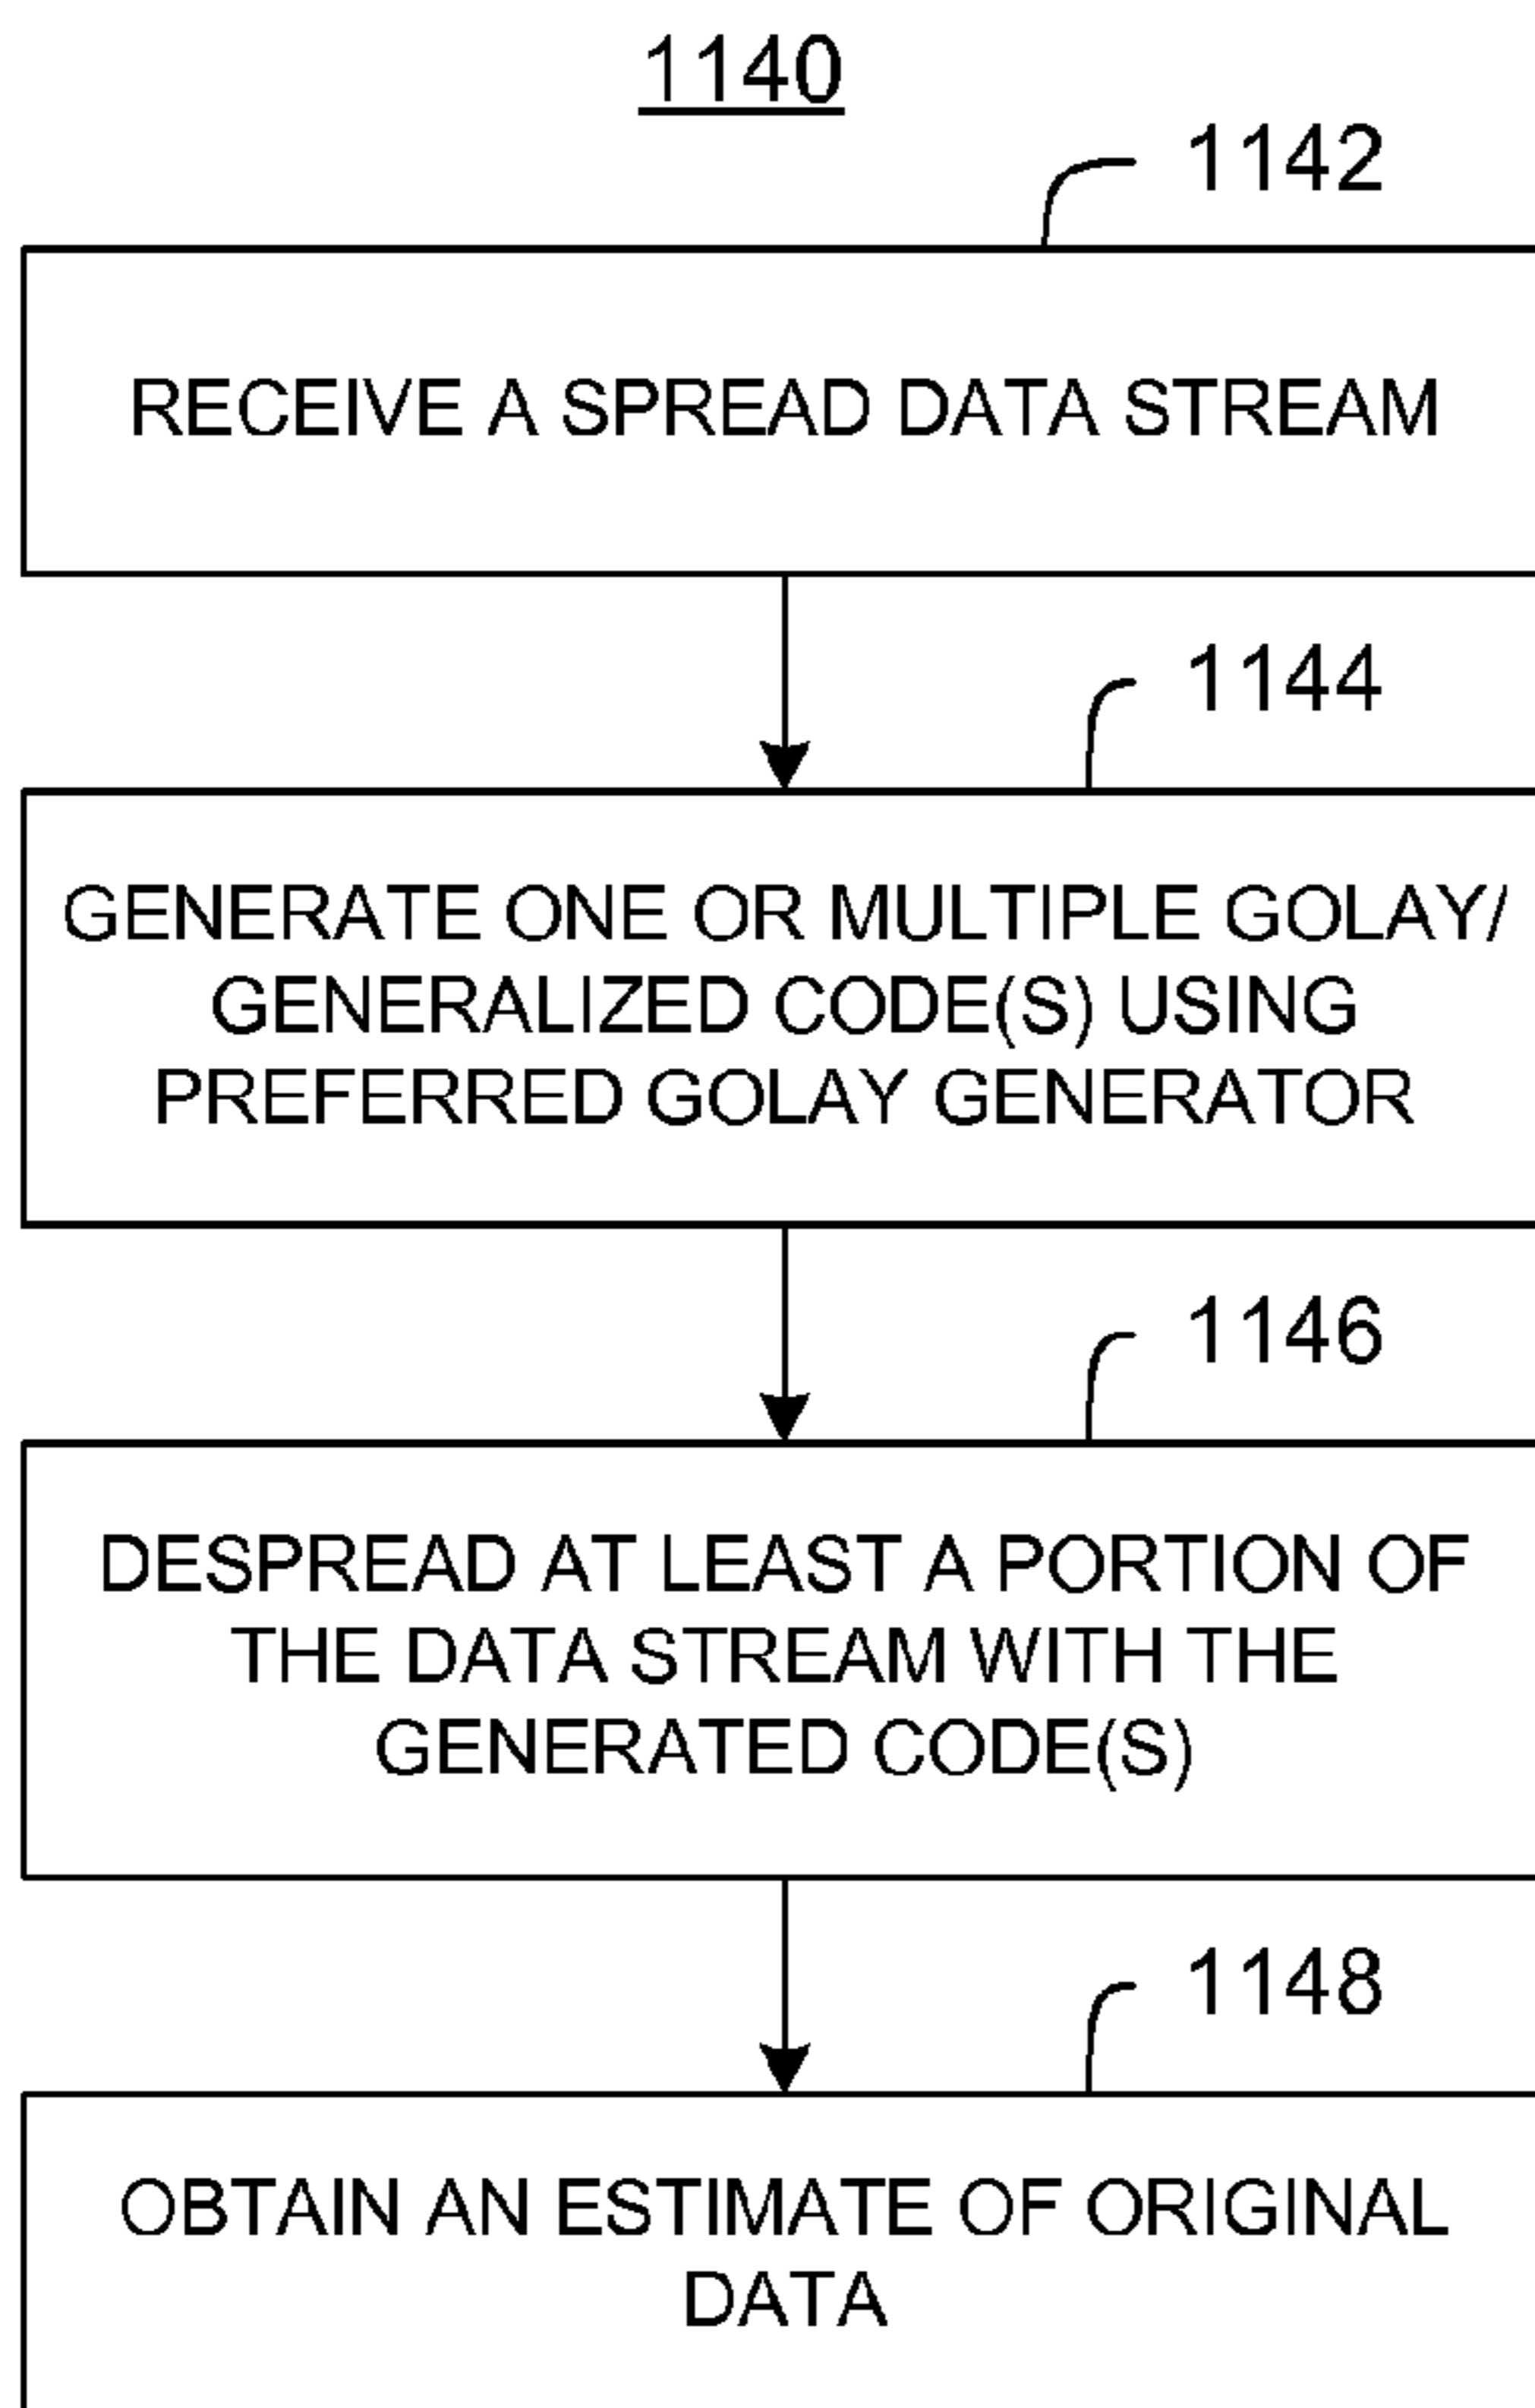 1140
1142
RECEIVE A SPREAD DATA STREAM
1144
GENERATE ONE OR MULTIPLE GOLAY/
GENERALIZED CODE(S) USING
PREFERRED GOLAY GENERATOR
1146
DESPREAD AT LEAST A PORTION OF
THE DATA STREAM WITH THE
GENERATED CODE(S)
1148
OBTAIN AN ESTIMATE OF ORIGINAL
DATA